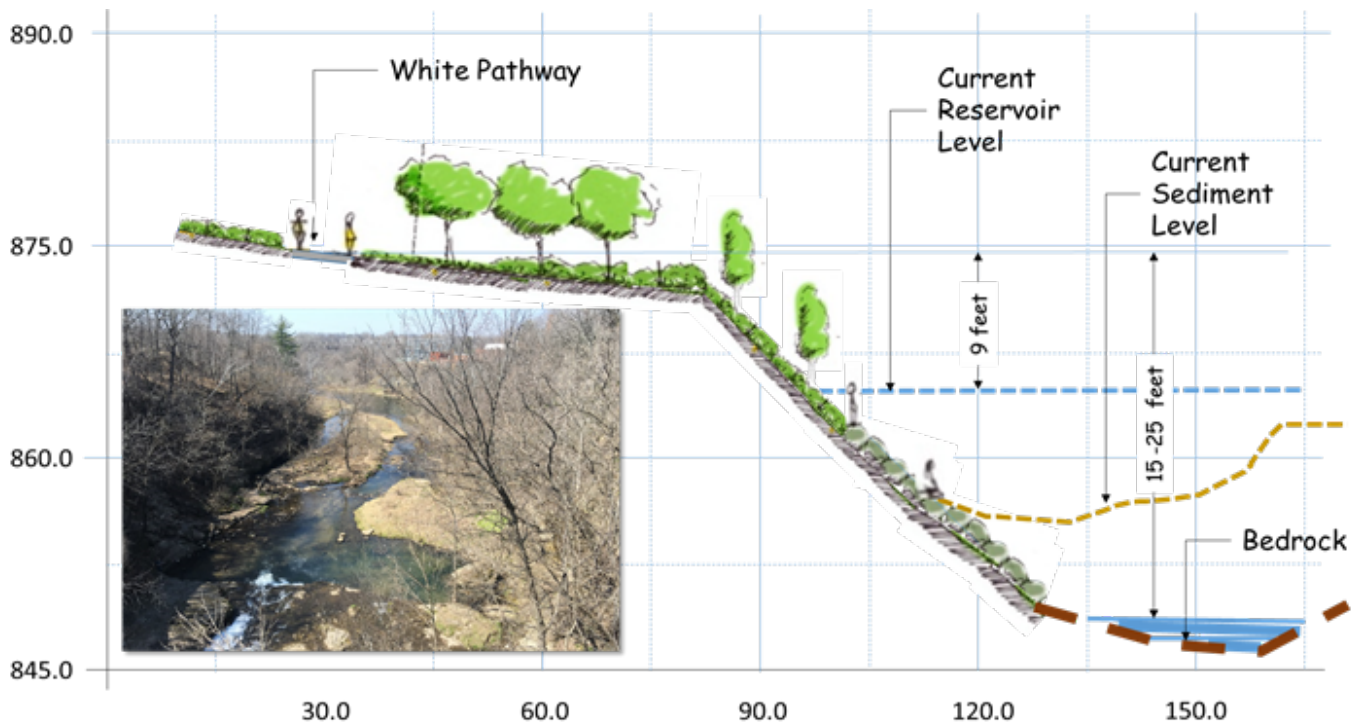 890.0
White Pathway
Current
Reservoir
Level
Current
Sediment
Level
875.0
9 feet
15 -25 feet
860.0
Bedrock
845.0
30.0
60.0
90.0
120.0
150.0